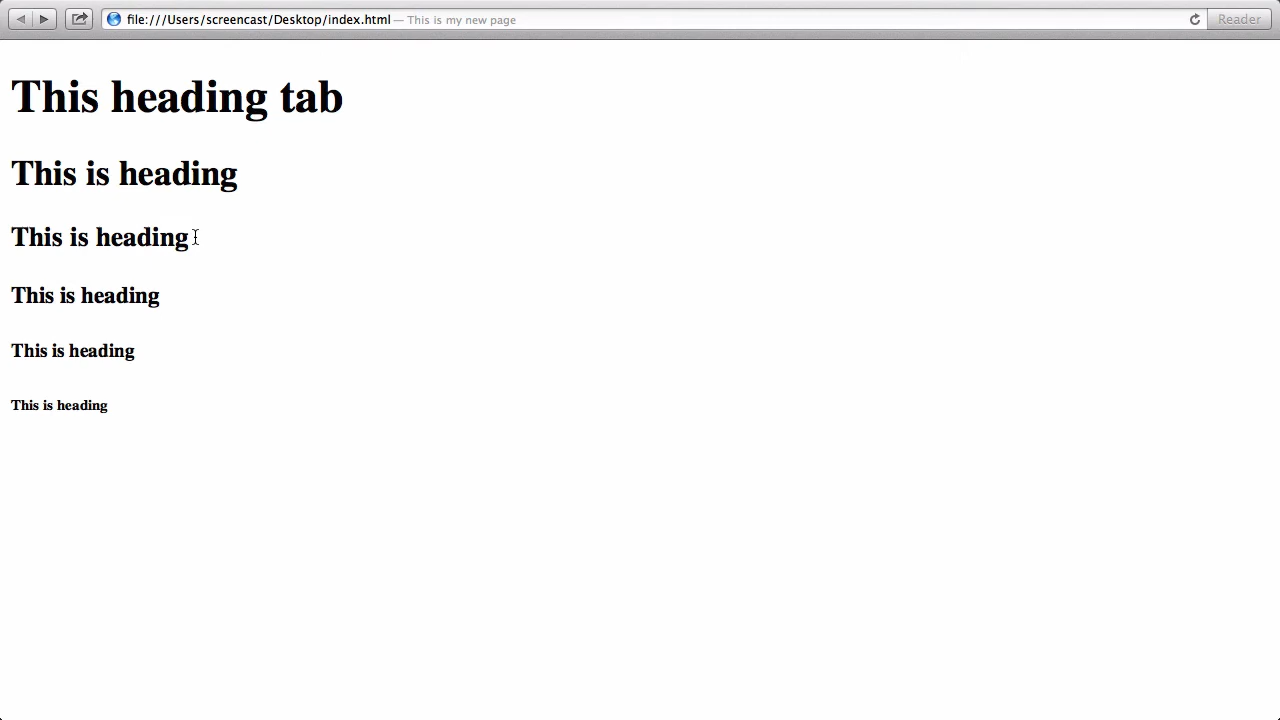 file:///Users/screencast/Desktop/index.html — This is my new page
Reader
This heading tab
This is heading
This is heading
This is heading
This is heading
This is heading